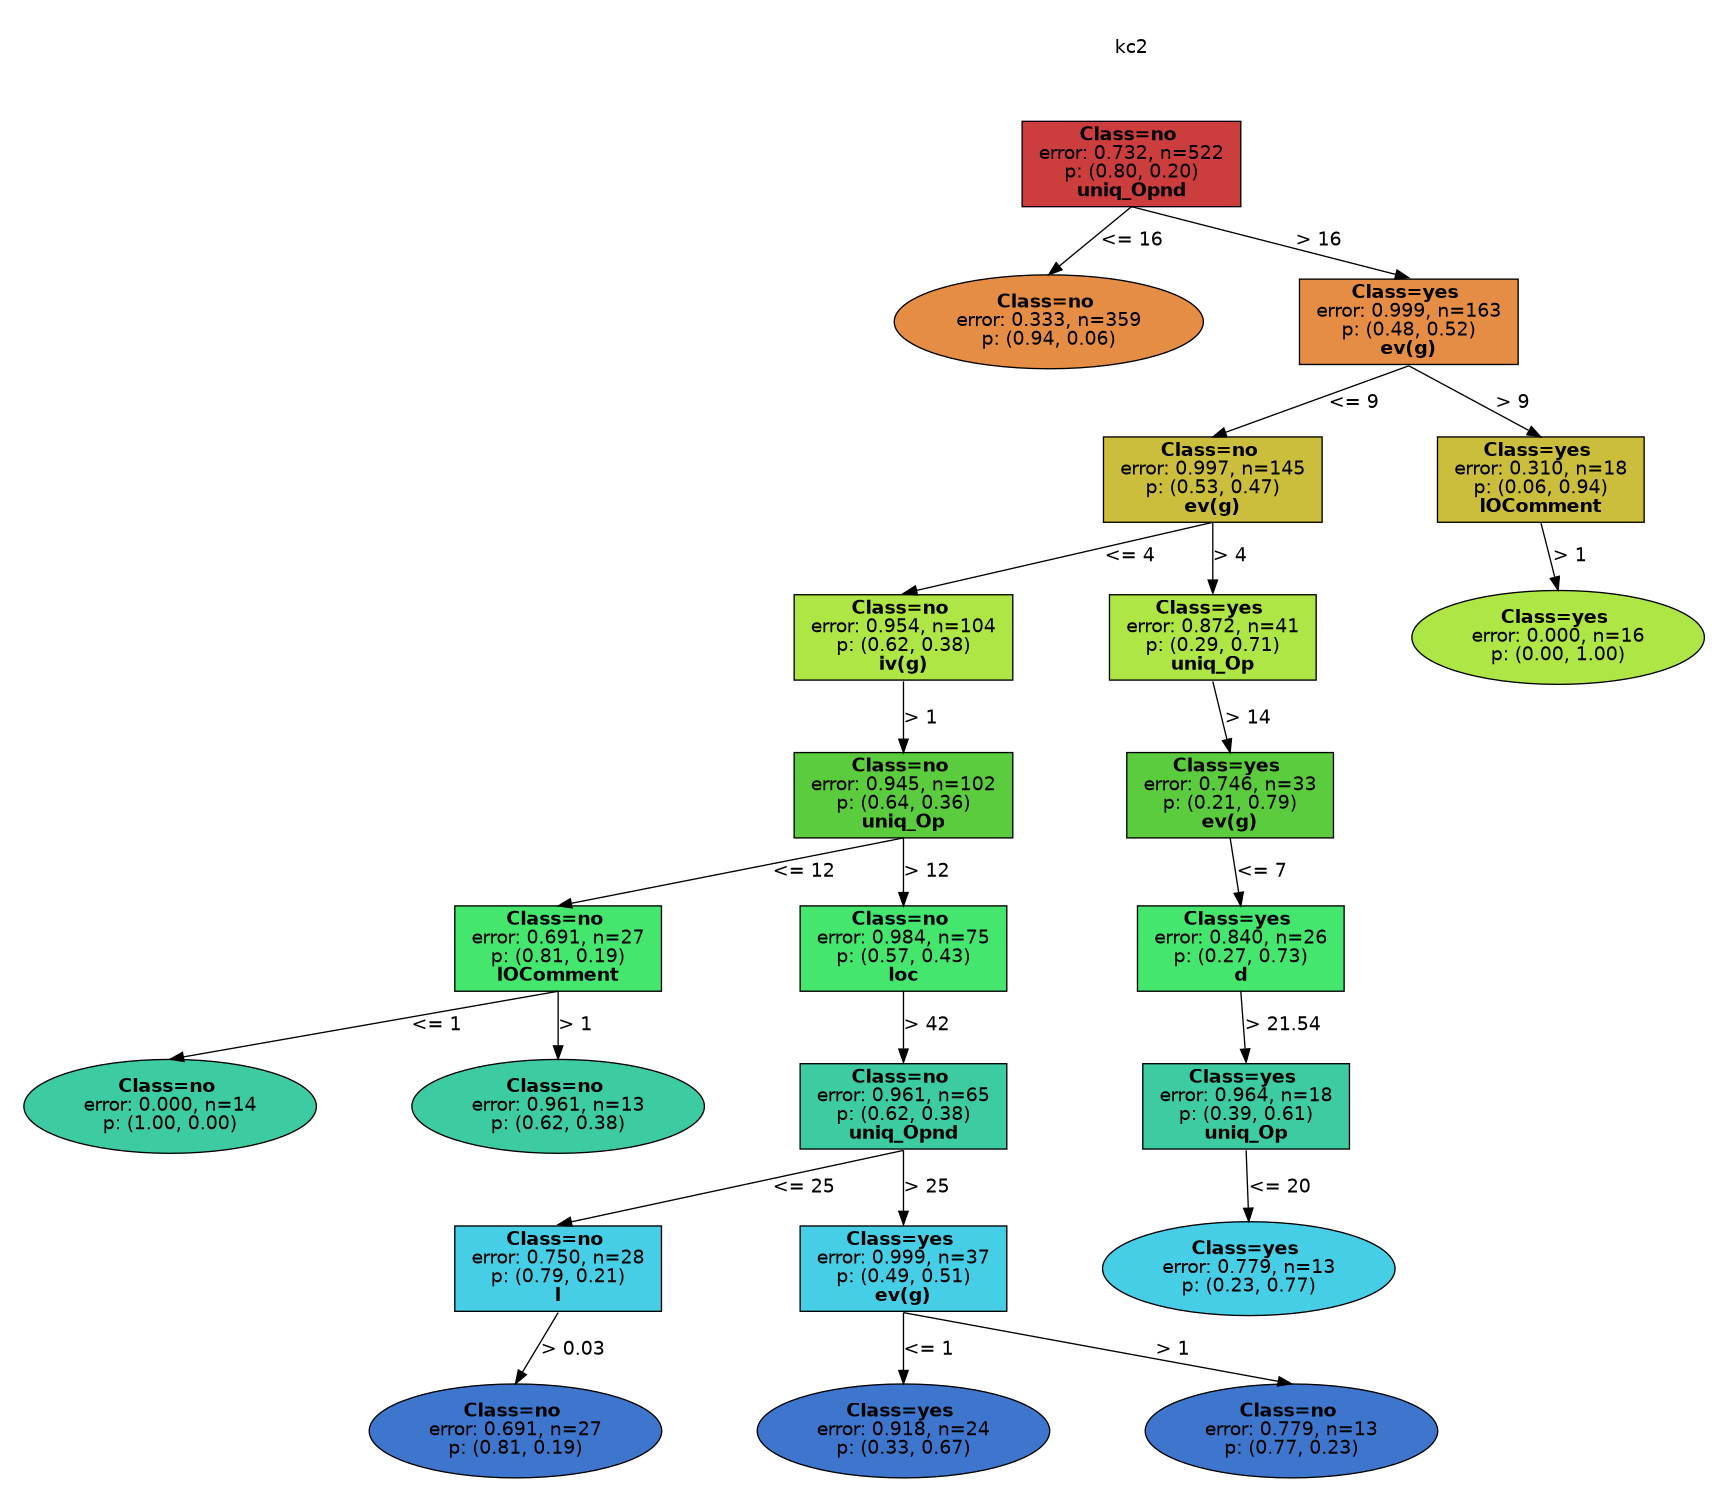 kc2
Class=no
error: 0.732, n=522
p: (0.80, 0.20)
uniq_Opnd
<= 16
> 16
Class=no
error: 0.333, n=359
p: (0.94, 0.06)
Class=yes
error: 0.999, n=163
p: (0.48, 0.52)
ev(g)
<= 9
> 9
Class=no
error: 0.997, n=145
p: (0.53, 0.47)
ev(g)
Class=yes
error: 0.310, n=18
p: (0.06, 0.94)
lOComment
<= 4
> 4
> 1
Class=no
error: 0.954, n=104
p: (0.62, 0.38)
iv(g)
Class=yes
error: 0.872, n=41
p: (0.29, 0.71)
uniq_Op
Class=yes
error: 0.000, n=16
p: (0.00, 1.00)
> 1
> 14
Class=no
error: 0.945, n=102
p: (0.64, 0.36)
uniq_Op
Class=yes
error: 0.746, n=33
p: (0.21, 0.79)
ev(g)
<= 12
> 12
<= 7
Class=no
error: 0.691, n=27
p: (0.81, 0.19)
lOComment
Class=no
error: 0.984, n=75
p: (0.57, 0.43)
loc
Class=yes
error: 0.840, n=26
p: (0.27, 0.73)
d
<= 1
> 1
> 42
> 21.54
Class=no
error: 0.000, n=14
p: (1.00, 0.00)
Class=no
error: 0.961, n=13
p: (0.62, 0.38)
Class=no
error: 0.961, n=65
p: (0.62, 0.38)
uniq_Opnd
Class=yes
error: 0.964, n=18
p: (0.39, 0.61)
uniq_Op
<= 25
> 25
<= 20
Class=no
error: 0.750, n=28
p: (0.79, 0.21)
l
Class=yes
error: 0.999, n=37
p: (0.49, 0.51)
ev(g)
Class=yes
error: 0.779, n=13
p: (0.23, 0.77)
> 0.03
<= 1
> 1
Class=no
error: 0.691, n=27
p: (0.81, 0.19)
Class=yes
error: 0.918, n=24
p: (0.33, 0.67)
Class=no
error: 0.779, n=13
p: (0.77, 0.23)